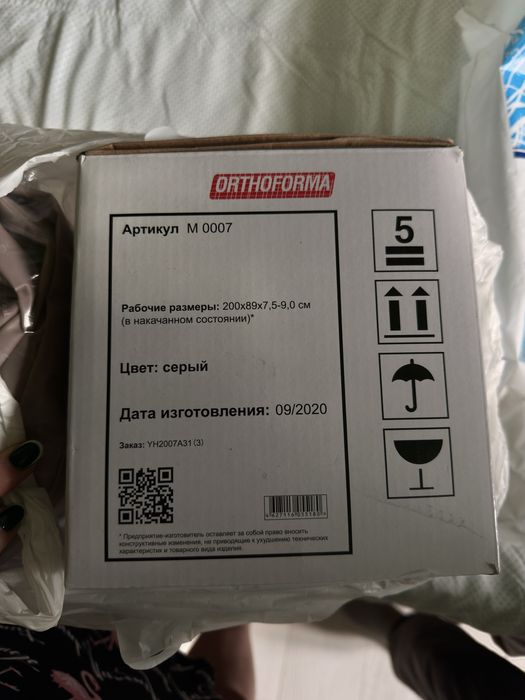 ORTHOFORMA
Артикул M 0007
5
Рабочие размеры: 200х89х7,5-9,0 см
(в накачанном состоянии)*
Цвет: серый
Дата изготовления: 09/2020
Заказ: YH2007A31 (3)
* Предприятие-изготовитель оставляет за собой право вносить
конструктивные изменения, не приводящие к ухудшению технических
характеристик и товарного вида изделия.